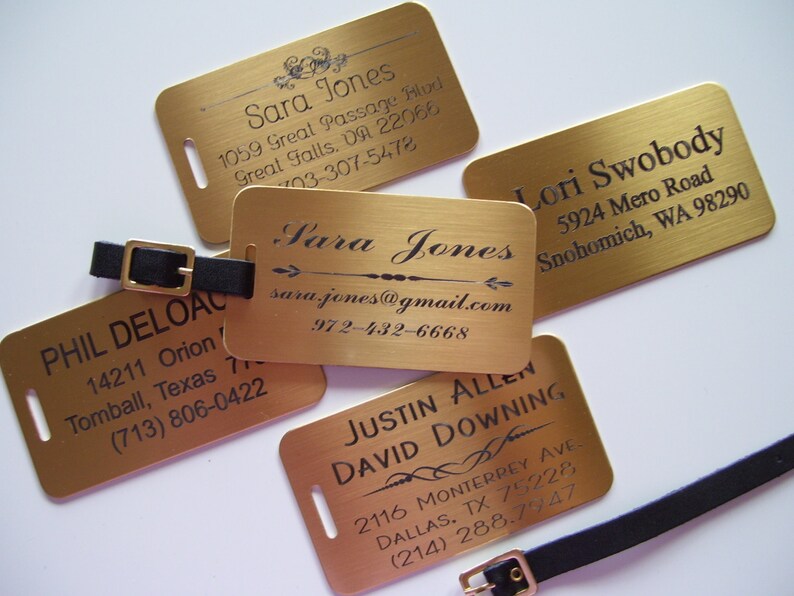 Sara Jones
1059 Great Passage Blvd
Great Falls, VA 22066
703-307-5478
Lori Swobody
5924 Mero Road
Snohomich, WA 98290
Sara Jones
sara.jones@gmail.com
972-432-6668
PHIL DELOAC
14211 Orion
Tomball, Texas
(713) 806-0422
JUSTIN ALLEN
DAVID DOWNING
2116 MONTERREY AVE.
DALLAS, TX 75228
(214) 288.7947